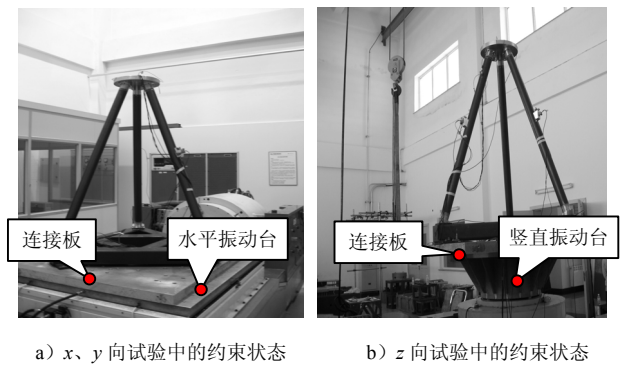 连接板
水平振动台
连接板
竖直振动台
a）x、y 向试验中的约束状态
b）z 向试验中的约束状态